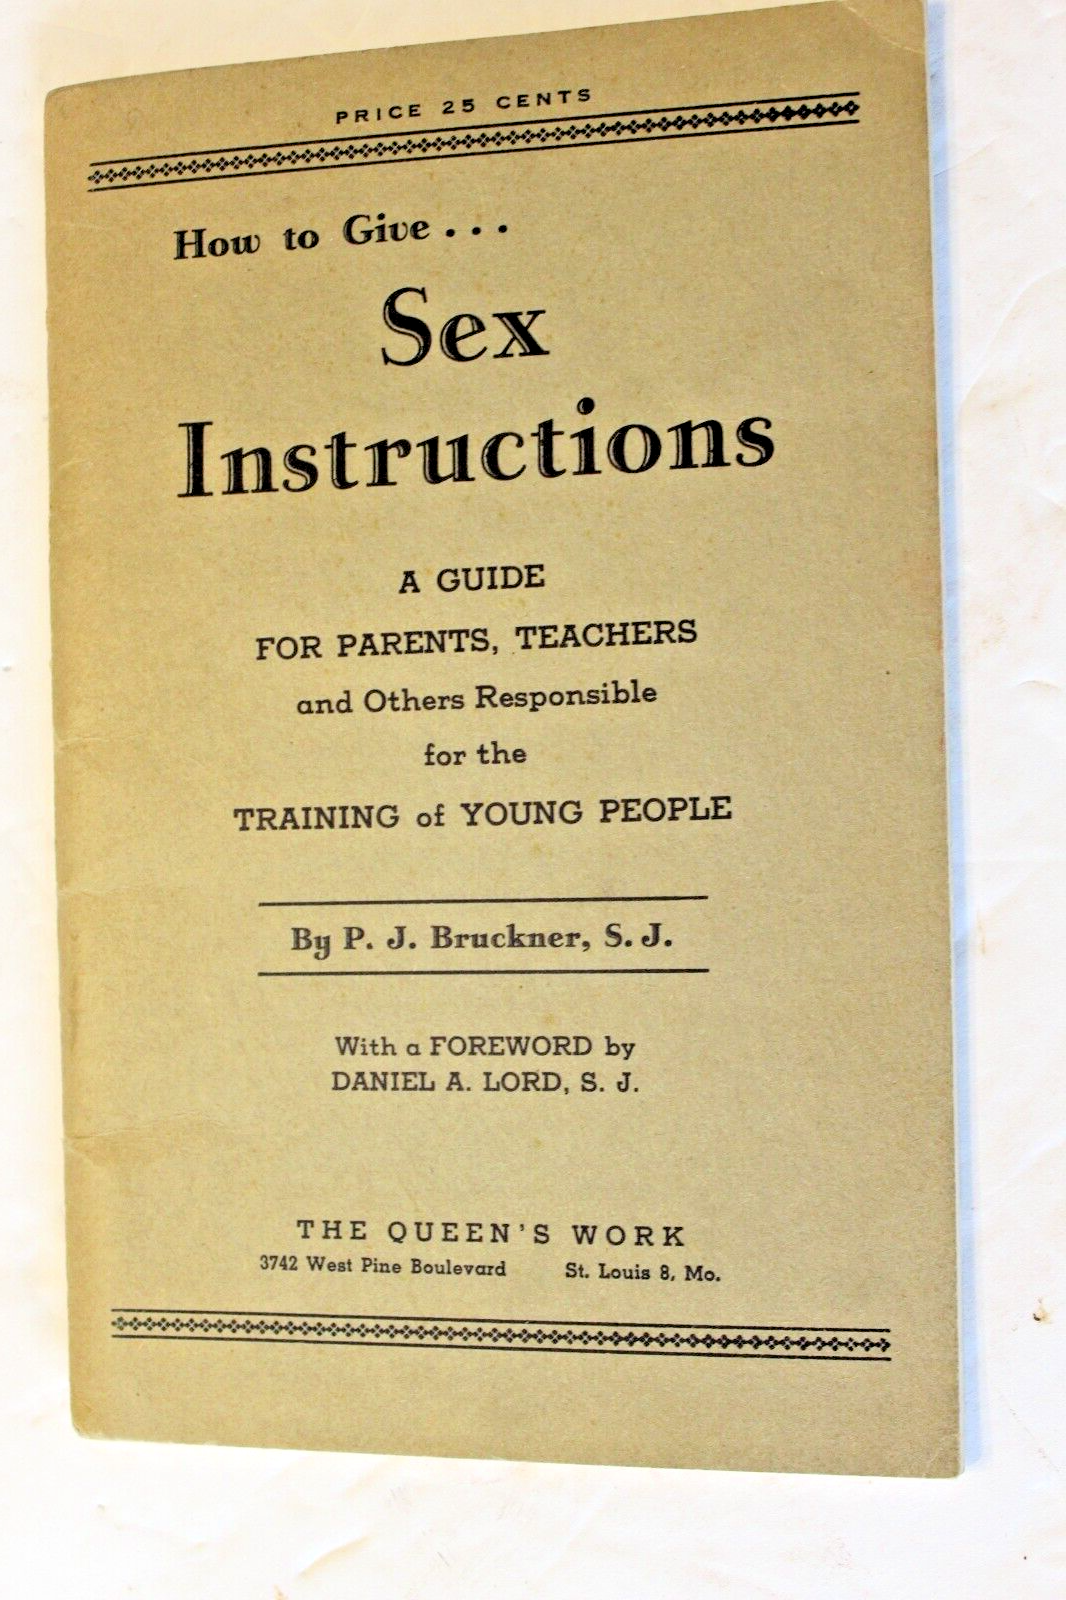 PRICE 25 CENTS
How to Give...
Sex
Instructions
A GUIDE
FOR PARENTS, TEACHERS
and Others Responsible
for the
TRAINING of YOUNG PEOPLE
By P. J. Bruckner, S. J.
With a FOREWORD by
DANIEL A. LORD, S. J.
THE QUEEN'S WORK
3742 West Pine Boulevard St. Louis 8, Mo.